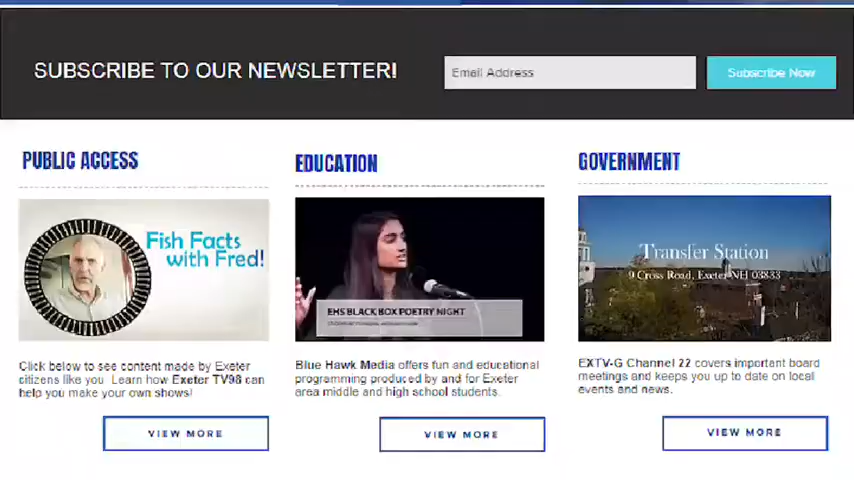 SUBSCRIBE TO OUR NEWSLETTER!
Email Address
Subscribe Now
PUBLIC ACCESS
Fish Facts
with Fred!
Click below to see content made by Exeter
citizens like you. Learn how Exeter TV98 can
help you make your own shows!
VIEW MORE
EDUCATION
EHS BLACK BOX POETRY NIGHT
Blue Hawk Media offers fun and educational
programming produced by and for Exeter
area middle and high school students.
VIEW MORE
GOVERNMENT
Transfer Station
9 Cross Road, Exeter NH 03833
EXTV-G Channel 22 covers important board
meetings and keeps you up to date on local
events and news.
VIEW MORE